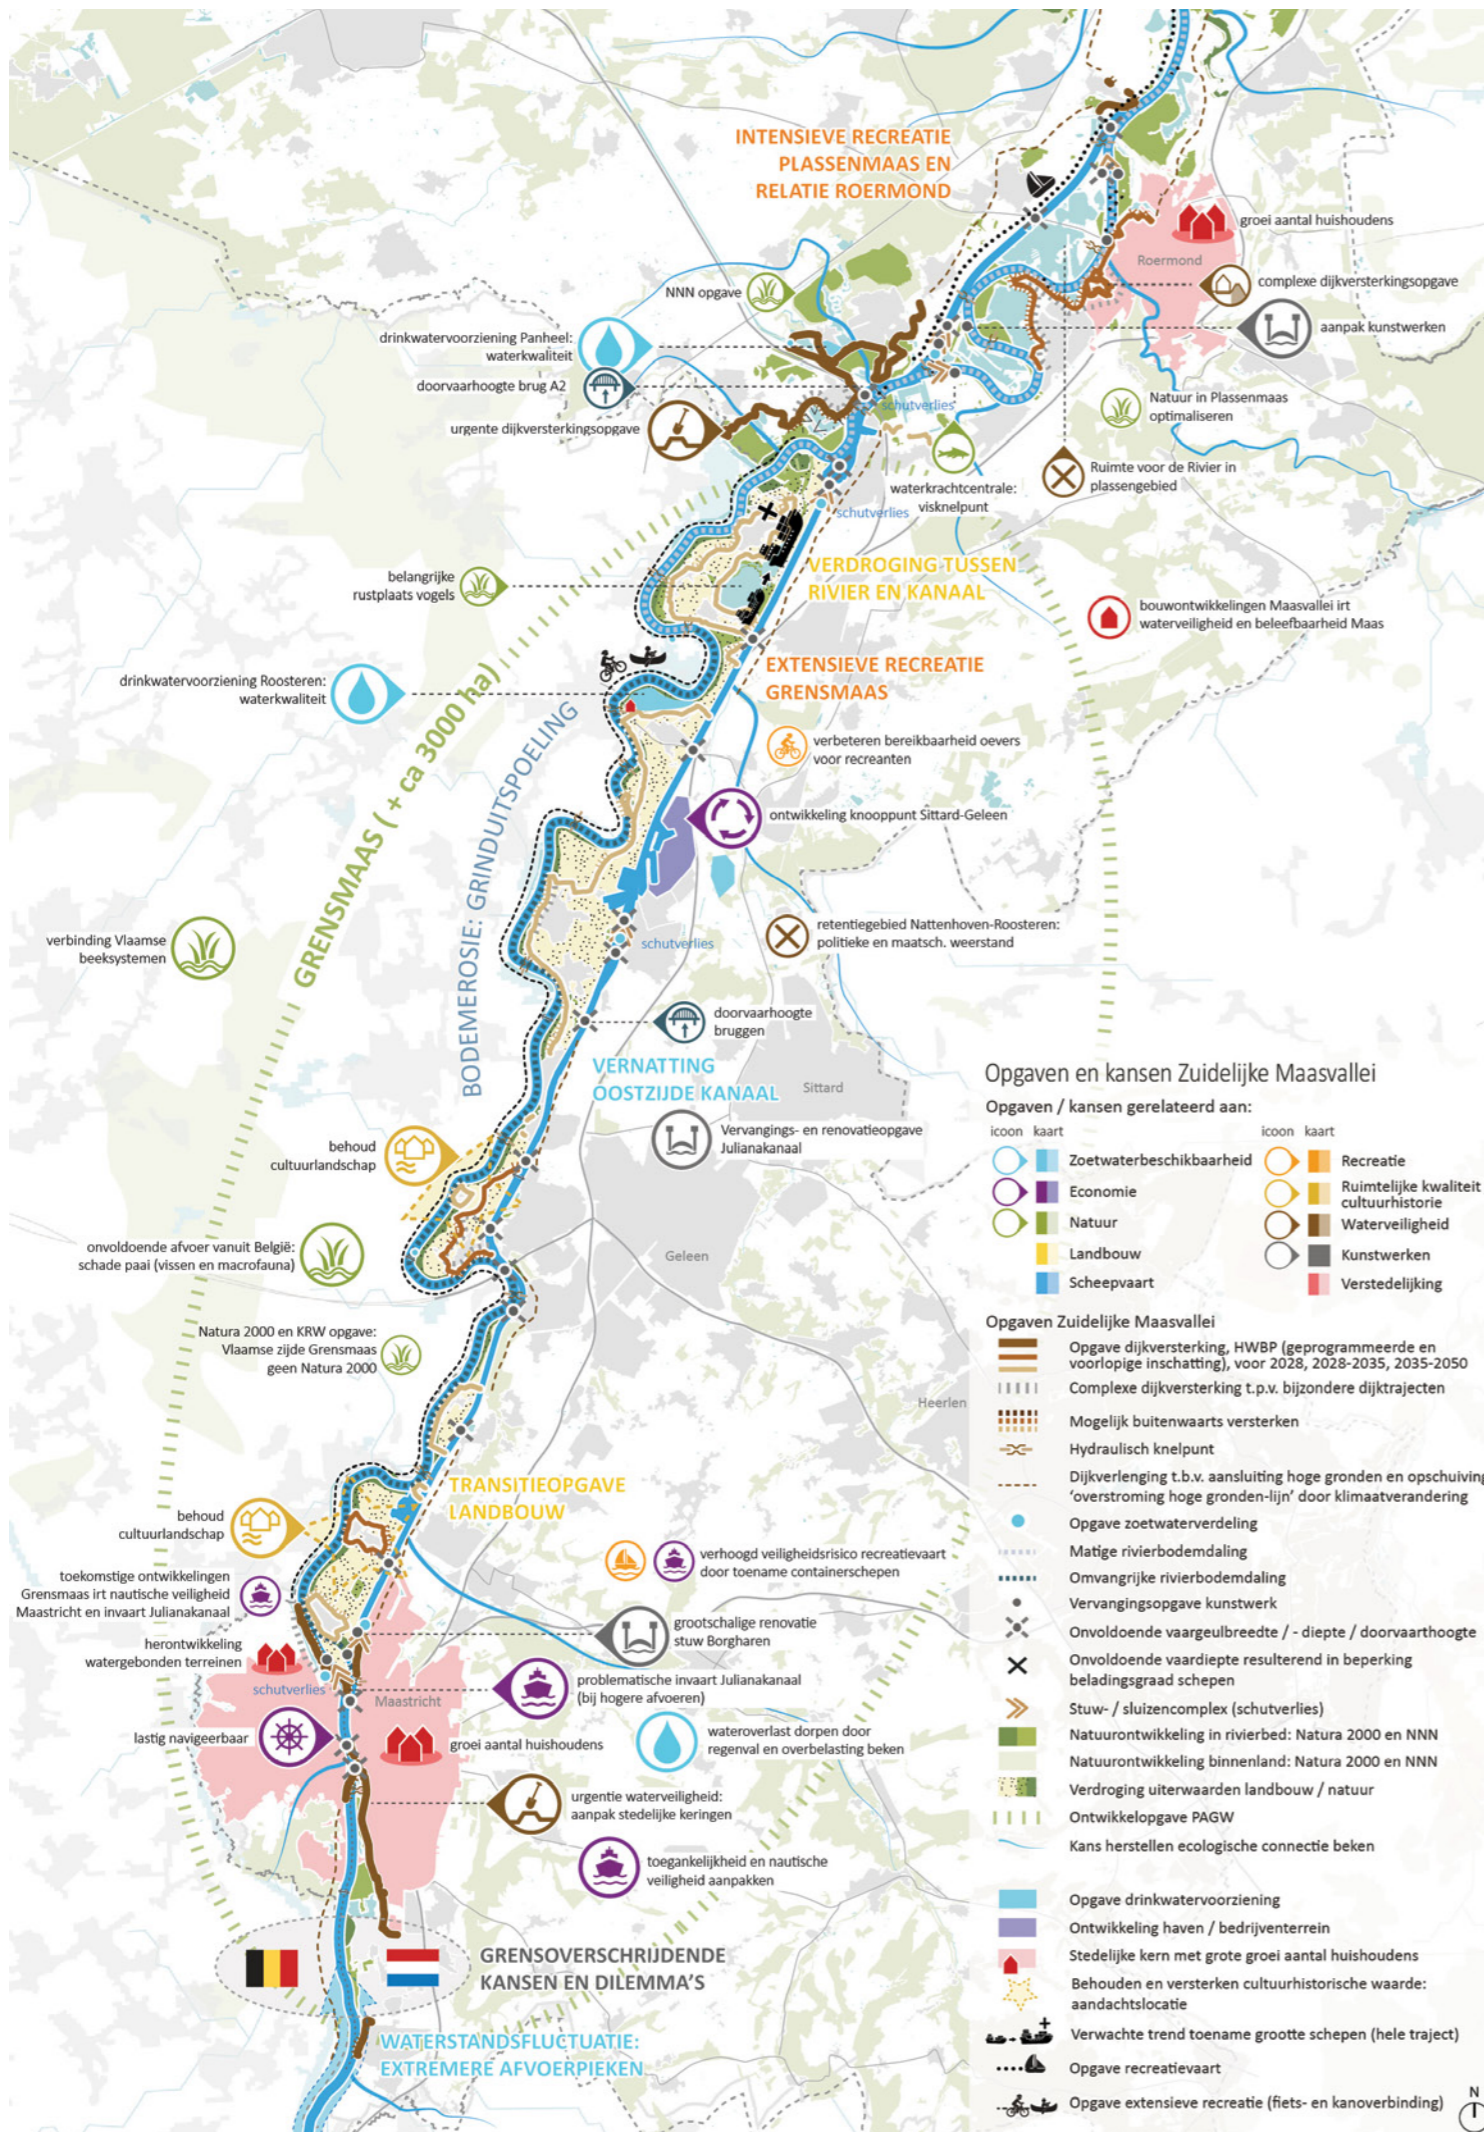 INTENSIEVE RECREATIE
PLASSENMAAS EN
RELATIE ROERMOND
groei aantal huishoudens
Roermond
complexe dijkversterkingsopgave
NNN opgave
aanpak kunstwerken
drinkwatervoorziening Panheel:
waterkwaliteit
doorvaarhoogte brug A2
schutverlies
Natuur in Plassenmaas
optimaliseren
urgente dijkversterkingsopgave
Ruimte voor de Rivier in
plassengebied
waterkrachtcentrale:
visknelpunt
schutverlies
VERDROGING TUSSEN
RIVIER EN KANAAL
belangrijke
rustplaats vogels
bouwontwikkelingen Maasvallei irt
waterveiligheid en beleefbaarheid Maas
EXTENSIEVE RECREATIE
GRENSMAAS
drinkwatervoorziening Roosteren:
waterkwaliteit
GRENSMAAS (+ ca 3000 ha)
BODEMEROSIE: GRINDUITSPOELING
verbeteren bereikbaarheid oevers
voor recreanten
ontwikkeling knooppunt Sittard-Geleen
retentiegebied Nattenhoven-Roosteren:
politieke en maatsch. weerstand
verbinding Vlaamse
beeksystemen
schutverlies
doorvaarhoogte
bruggen
VERNATTING
OOSTZIJDE KANAAL
Sittard
Vervangings- en renovatieopgave
Julianakanaal
behoud
cultuurlandschap
onvoldoende afvoer vanuit België:
schade paai (vissen en macrofauna)
Geleen
Natura 2000 en KRW opgave:
Vlaamse zijde Grensmaas
geen Natura 2000
Heerlen
TRANSITIEOPGAVE
LANDBOUW
behoud
cultuurlandschap
verhoogd veiligheidsrisico recreatievaart
door toename containerschepen
toekomstige ontwikkelingen
Grensmaas irt nautische veiligheid
Maastricht en invaart Julianakanaal
grootschalige renovatie
stuw Borgharen
herontwikkeling
watergebonden terreinen
schutverlies
Maastricht
problematische invaart Julianakanaal
(bij hogere afvoeren)
lastig navigeerbaar
groei aantal huishoudens
wateroverlast dorpen door
regenval en overbelasting beken
urgentie waterveiligheid:
aanpak stedelijke keringen
toegankelijkheid en nautische
veiligheid aanpakken
GRENSOVERSCHRIJDENDE
KANSEN EN DILEMMA'S
WATERSTANDSFLUCTUATIE:
EXTREMERE AFVOERPIEKEN
Opgaven en kansen Zuidelijke Maasvallei
Opgaven / kansen gerelateerd aan:
icoon kaart
icoon kaart
Zoetwaterbeschikbaarheid
Economie
Natuur
Landbouw
Scheepvaart
Recreatie
Ruimtelijke kwaliteit
cultuurhistorie
Waterveiligheid
Kunstwerken
Verstedelijking
Opgaven Zuidelijke Maasvallei
Opgave dijkversterking, HWBP (geprogrammeerde en
voorlopige inschatting), voor 2028, 2028-2035, 2035-2050
Complexe dijkversterking t.p.v. bijzondere dijktrajecten
Mogelijk buitenwaarts versterken
Hydraulisch knelpunt
Dijkverlenging t.b.v. aansluiting hoge gronden en opschuiving
'overstroming hoge gronden-lijn' door klimaatverandering
Opgave zoetwaterverdeling
Matige rivierbodemdaling
Omvangrijke rivierbodemdaling
Vervangingsopgave kunstwerk
Onvoldoende vaargeulbreedte / - diepte / doorvaarthoogte
Onvoldoende vaardiepte resulterend in beperking
beladingsgraad schepen
Stuw- / sluizencomplex (schutverlies)
Natuurontwikkeling in rivierbed: Natura 2000 en NNN
Natuurontwikkeling binnenland: Natura 2000 en NNN
Verdroging uiterwaarden landbouw / natuur
Ontwikkelopgave PAGW
Kans herstellen ecologische connectie beken
Opgave drinkwatervoorziening
Ontwikkeling haven / bedrijventerrein
Stedelijke kern met grote groei aantal huishoudens
Behouden en versterken cultuurhistorische waarde:
aandachtslocatie
Verwachte trend toename grootte schepen (hele traject)
Opgave recreatievaart
Opgave extensieve recreatie (fiets- en kanoverbinding)
N